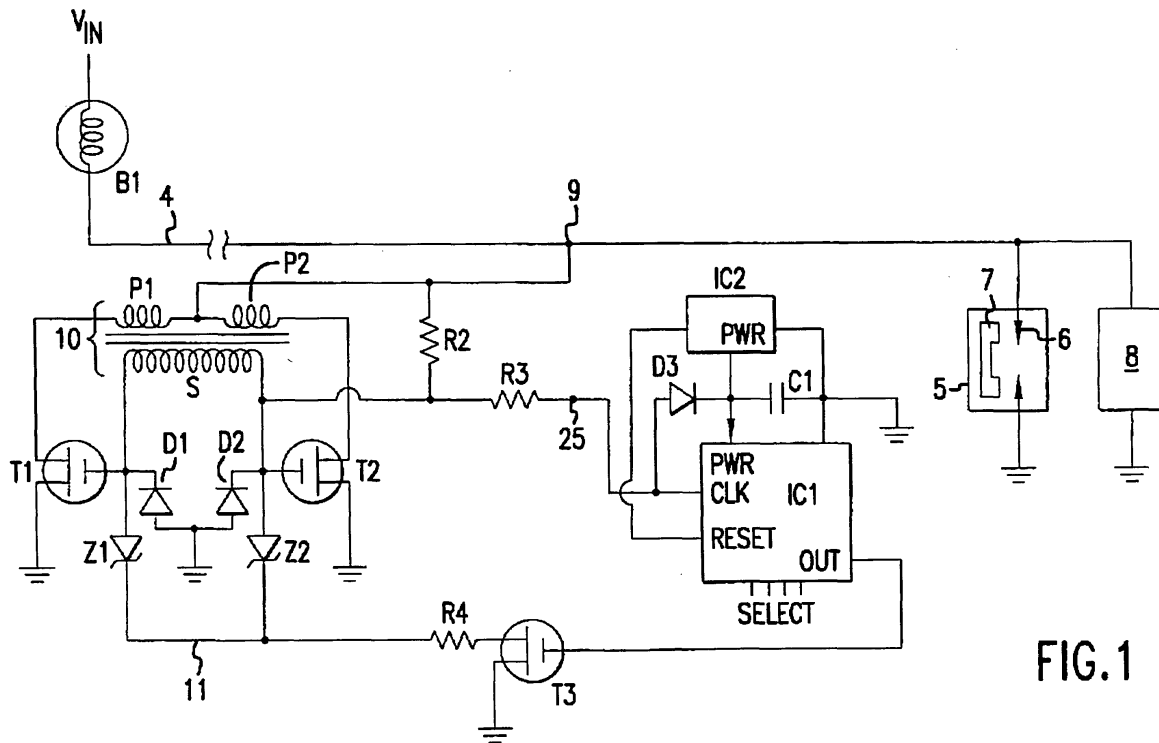 VIN
B1
4
9
P2
P1
10
S
R2
R3
25
IC2
PWR
D3
C1
7
6
5
8
T1
D1
D2
T2
PWR
CLK
IC1
RESET
OUT
SELECT
Z1
Z2
R4
T3
11
FIG.1